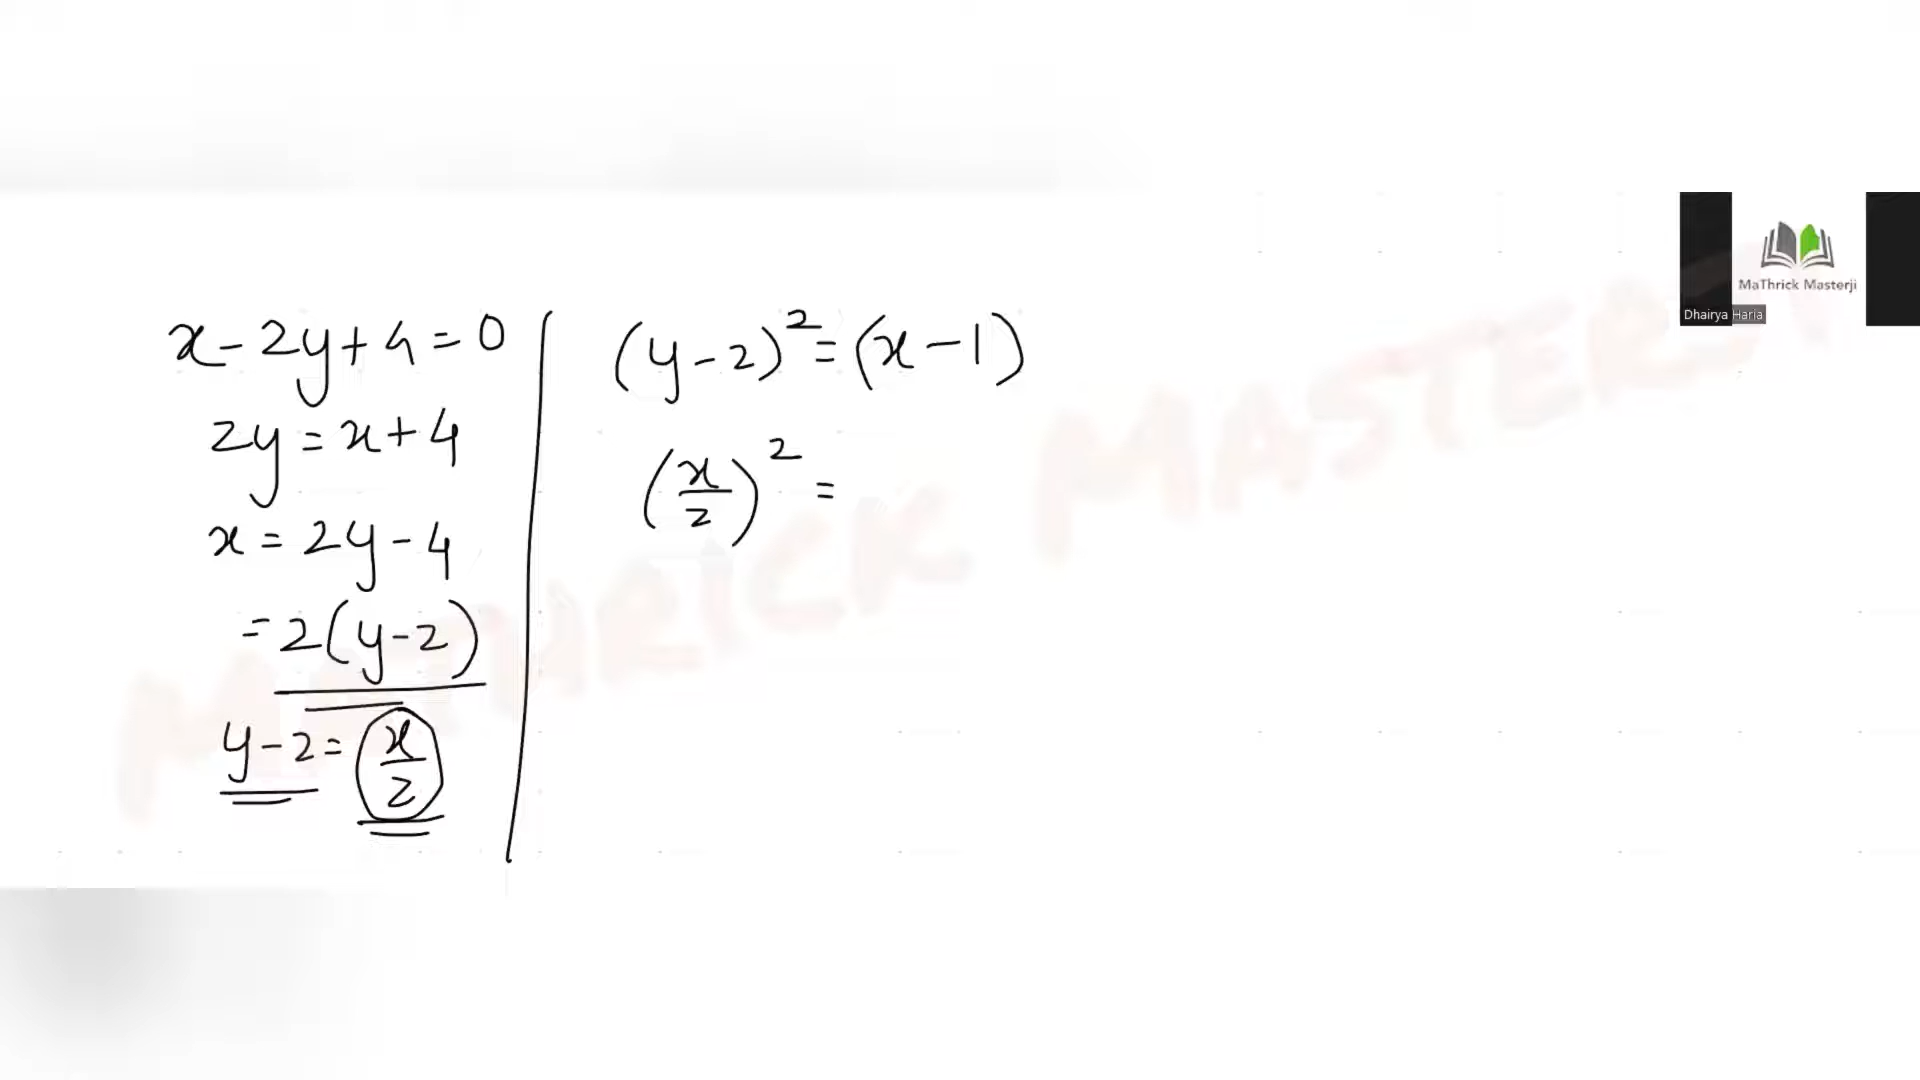 x - 2y + 4 = 0
2y = x + 4
x = 2y - 4
= 2(y - 2)
y - 2 = x/2
(y - 2)² = (x - 1)
(x/2)² =
MaThrick Masterji
Dhairya Haria
MATHRICK MASTERJI